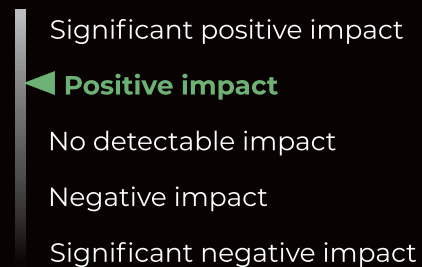 Significant positive impact
Positive impact
No detectable impact
Negative impact
Significant negative impact